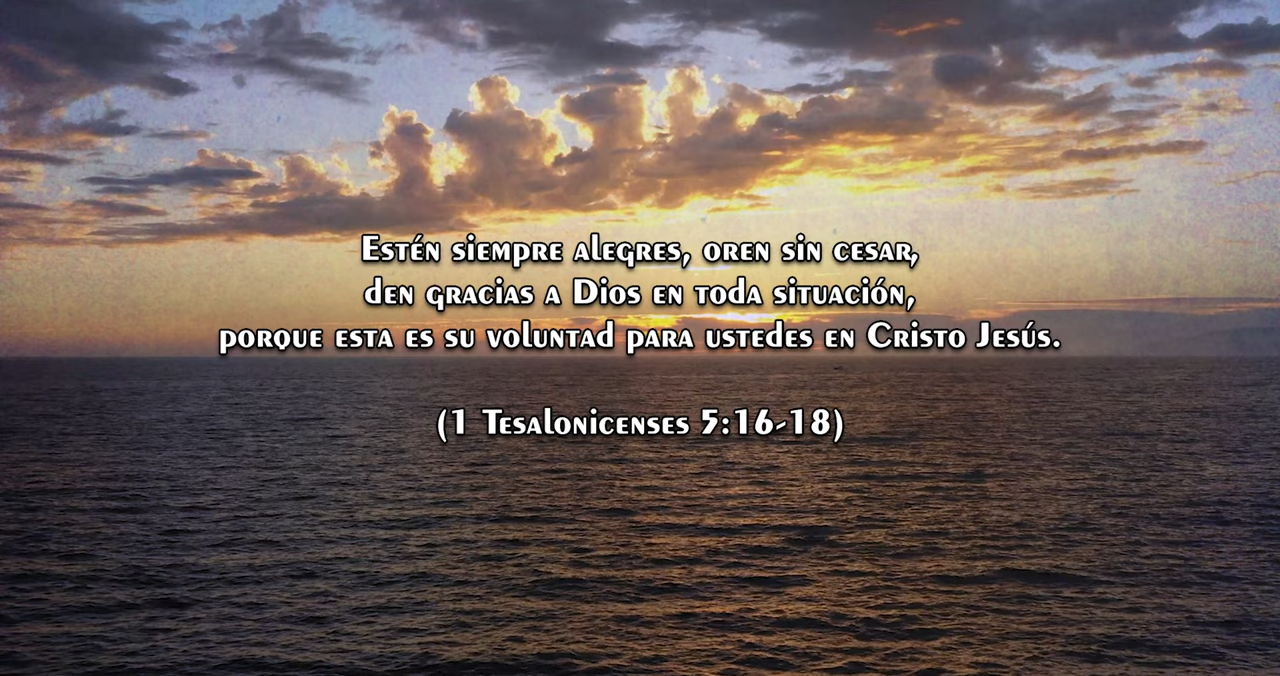 Estén siempre alegres, oren sin cesar,
den gracias a Dios en toda situación,
porque esta es su voluntad para ustedes en Cristo Jesús.
(1 Tesalonicenses 5:16-18)